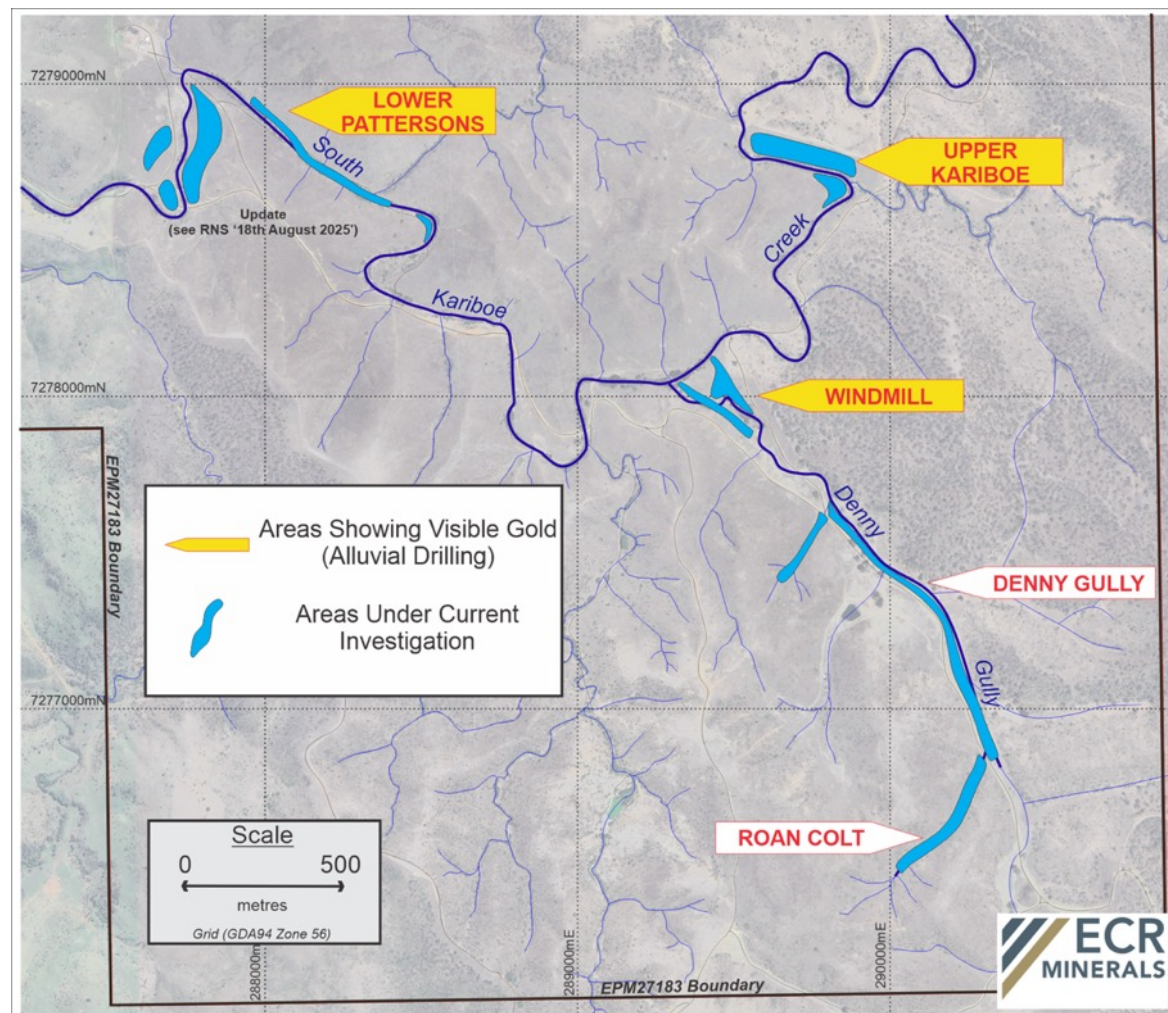 7279000mN
LOWER
PATTERSONS
South
UPPER
KARIBOE
Update
(see RNS '18th August 2025')
Creek
Kariboe
7278000mN
WINDMILL
EPM27183 Boundary
Areas Showing Visible Gold
(Alluvial Drilling)
Areas Under Current
Investigation
Denny
DENNY GULLY
Gully
7277000mN
ROAN COLT
Scale
0 500
metres
Grid (GDA94 Zone 56)
288000mE
289000mE
290000mE
EPM27183 Boundary
ECR
MINERALS